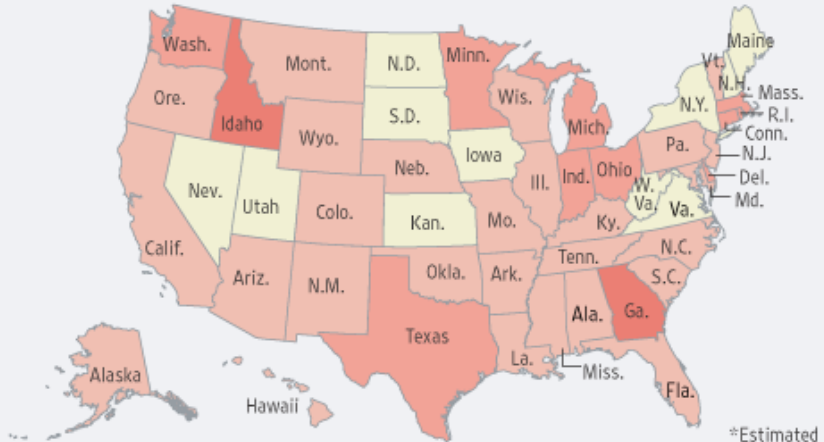 Wash.
Mont.
N.D.
Minn.
Vt.
Maine
N.H.
Mass.
R.I.
Conn.
N.J.
Del.
Md.
Ore.
Idaho
Wyo.
S.D.
Wis.
Mich.
N.Y.
Pa.
Nev.
Utah
Colo.
Neb.
Iowa
Ill.
Ind.
Ohio
W.
Va.
Va.
Calif.
Kan.
Mo.
Ky.
Ariz.
N.M.
Okla.
Ark.
Tenn.
N.C.
S.C.
Texas
La.
Miss.
Ala.
Ga.
Fla.
Alaska
Hawaii
*Estimated